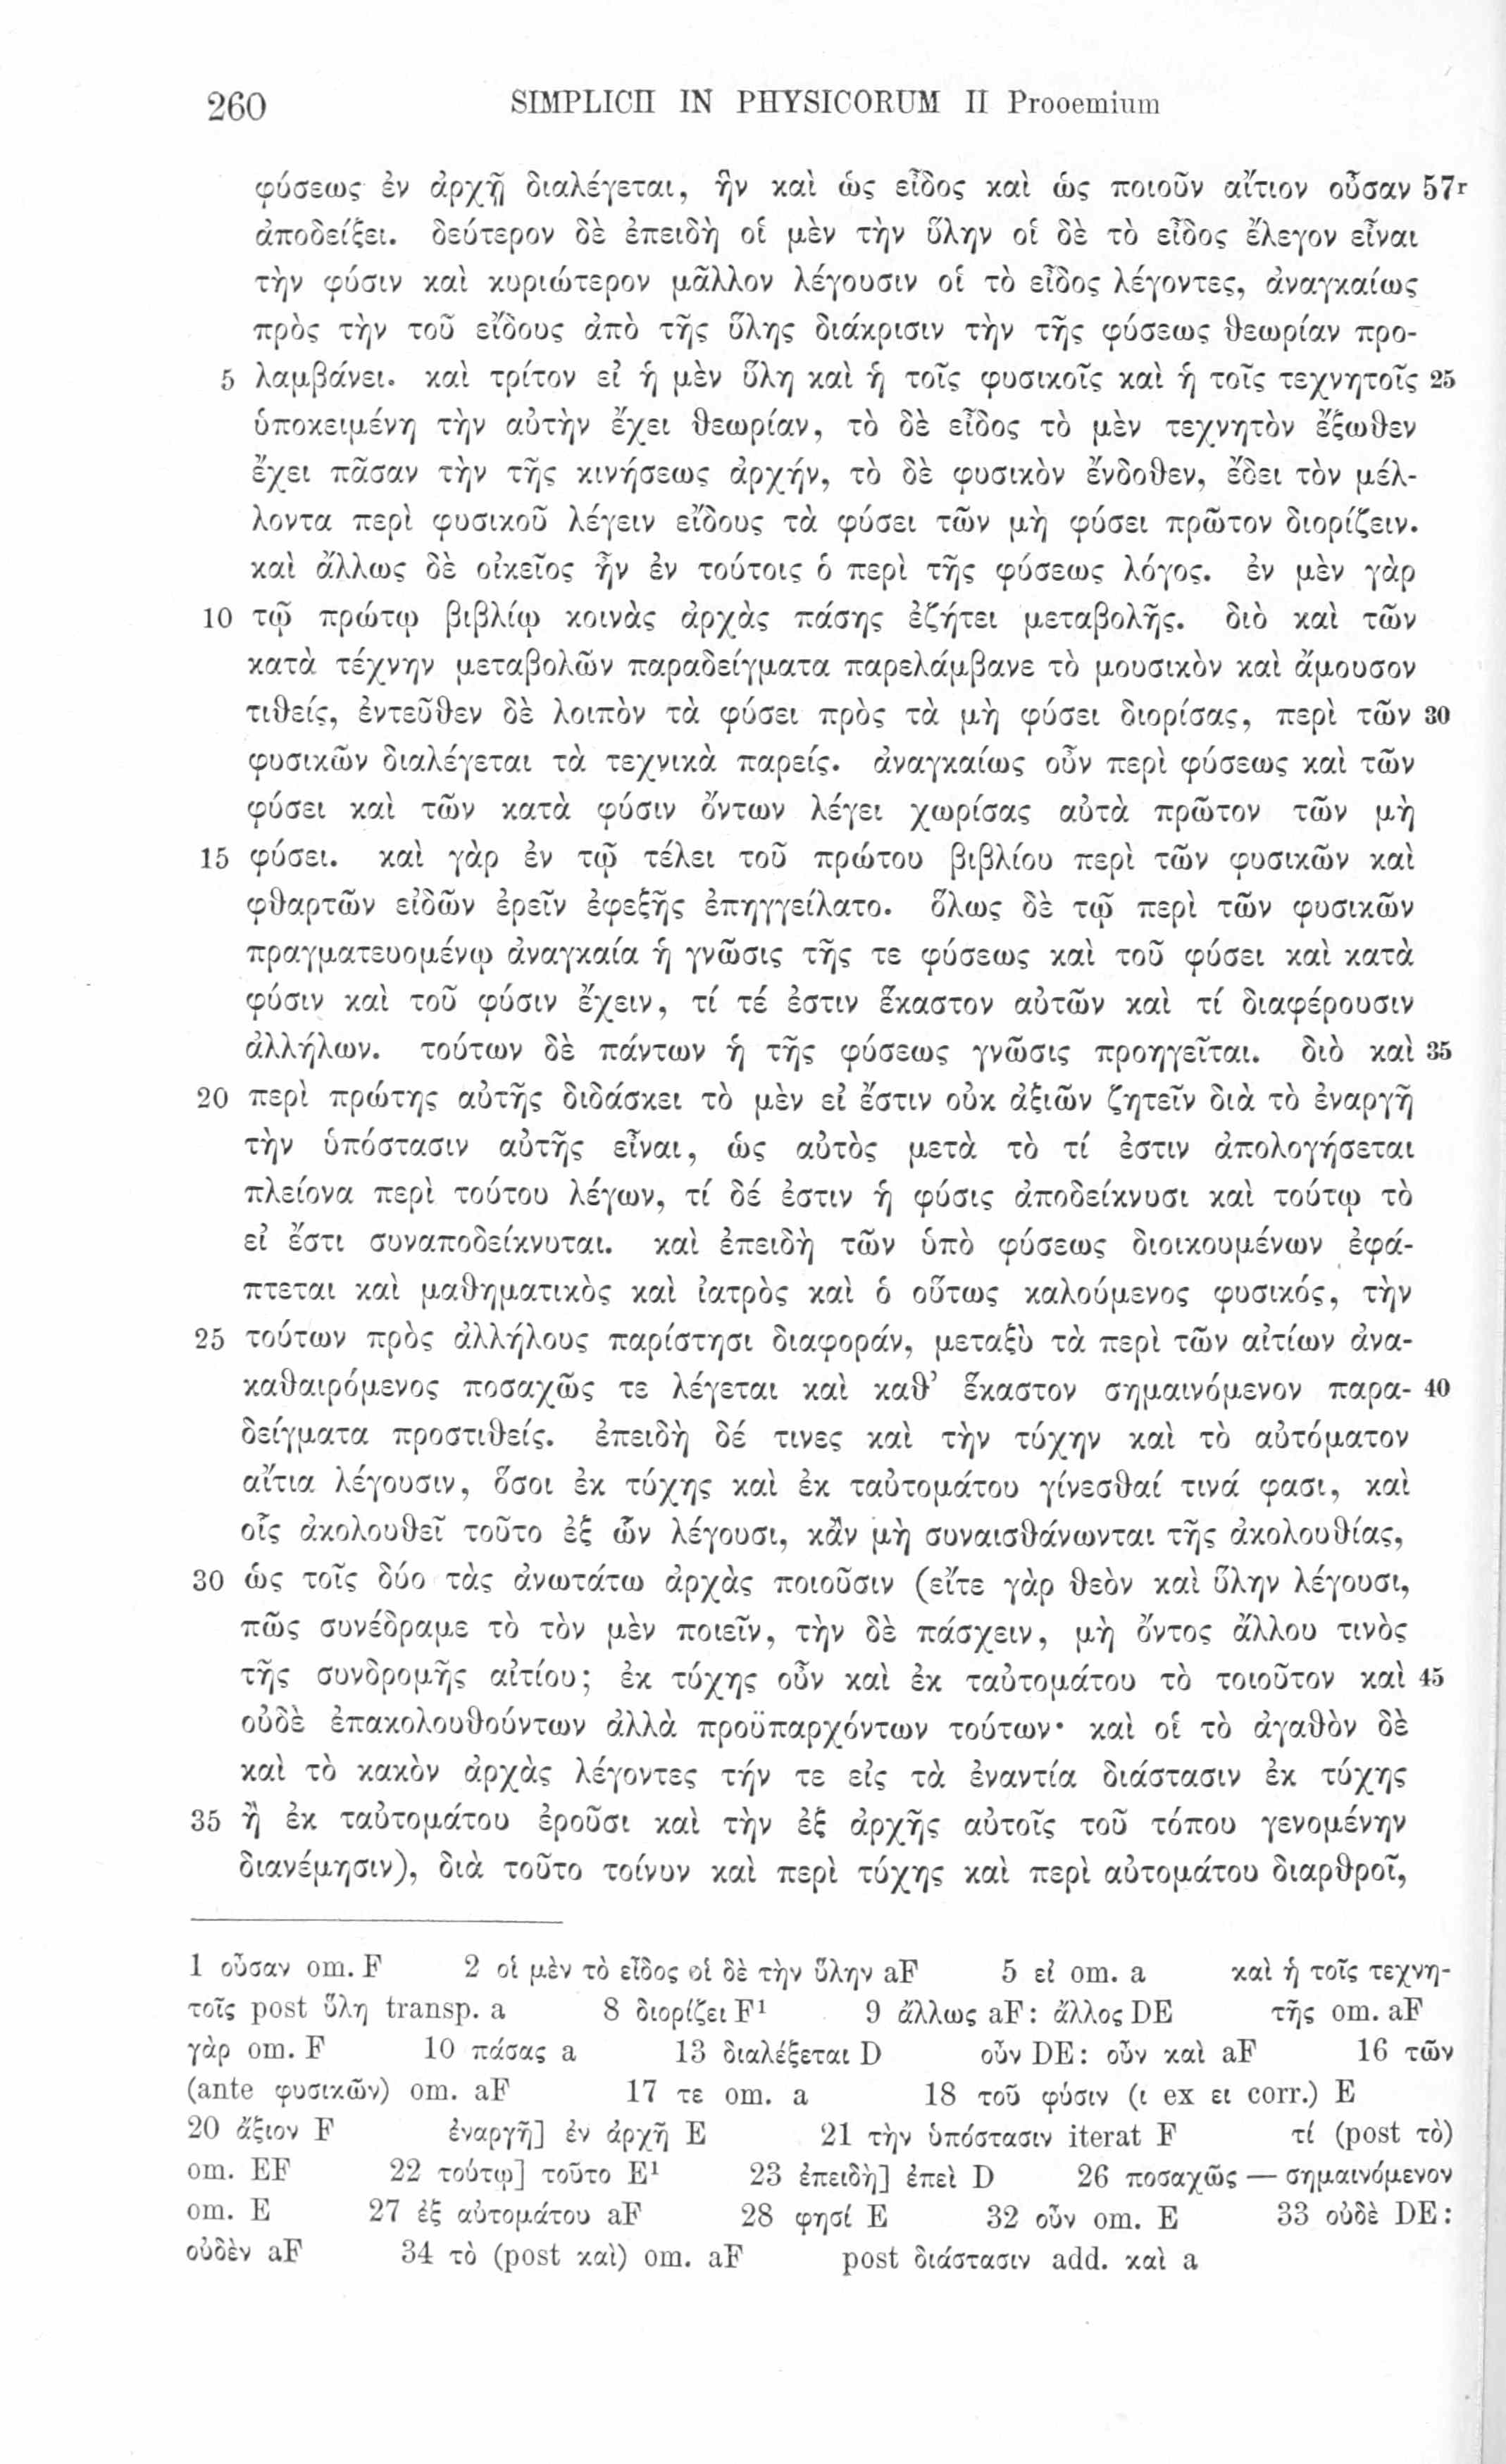 260 SIMPLICII IN PHYSICORUM II Prooemium
φύσεως ἐν ἀρχῇ διαλέγεται, ἣν καὶ ὡς εἶδος καὶ ὡς ποιοῦν αἴτιον οὖσαν 57r
ἀποδείξει. δεύτερον δὲ ἐπειδὴ οἱ μὲν τὴν ὕλην οἱ δὲ τὸ εἶδος ἔλεγον εἶναι
τὴν φύσιν καὶ κυριώτερον μᾶλλον λέγουσιν οἱ τὸ εἶδος λέγοντες, ἀναγκαίως
πρὸς τὴν τοῦ εἴδους ἀπὸ τῆς ὕλης διάκρισιν τὴν τῆς φύσεως θεωρίαν προ-
5 λαμβάνει. καὶ τρίτον εἰ ἡ μὲν ὕλη καὶ ἡ τοῖς φυσικοῖς καὶ ἡ τοῖς τεχνητοῖς 25
ὑποκειμένη τὴν αὐτὴν ἔχει θεωρίαν, τὸ δὲ εἶδος τὸ μὲν τεχνητὸν ἔξωθεν
ἔχει πᾶσαν τὴν τῆς κινήσεως ἀρχήν, τὸ δὲ φυσικὸν ἔνδοθεν, ἔδει τὸν μέλ-
λοντα περὶ φυσικοῦ λέγειν εἴδους τὰ φύσει τῶν μὴ φύσει πρῶτον διορίζειν.
καὶ ἄλλως δὲ οἰκεῖος ἦν ἐν τούτοις ὁ περὶ τῆς φύσεως λόγος. ἐν μὲν γὰρ
10 τῷ πρώτῳ βιβλίῳ κοινὰς ἀρχὰς πάσης ἐζήτει μεταβολῆς. διὸ καὶ τῶν
κατὰ τέχνην μεταβολῶν παραδείγματα παρελάμβανε τὸ μουσικὸν καὶ ἄμουσον
τιθείς, ἐντεῦθεν δὲ λοιπὸν τὰ φύσει πρὸς τὰ μὴ φύσει διορίσας, περὶ τῶν 30
φυσικῶν διαλέγεται τὰ τεχνικὰ παρείς. ἀναγκαίως οὖν περὶ φύσεως καὶ τῶν
φύσει καὶ τῶν κατὰ φύσιν ὄντων λέγει χωρίσας αὐτὰ πρῶτον τῶν μὴ
15 φύσει. καὶ γὰρ ἐν τῷ τέλει τοῦ πρώτου βιβλίου περὶ τῶν φυσικῶν καὶ
φθαρτῶν εἰδῶν ἐρεῖν ἐφεξῆς ἐπηγγείλατο. ὅλως δὲ τῷ περὶ τῶν φυσικῶν
πραγματευομένῳ ἀναγκαία ἡ γνῶσις τῆς τε φύσεως καὶ τοῦ φύσει καὶ κατὰ
φύσιν καὶ τοῦ φύσιν ἔχειν, τί τέ ἐστιν ἕκαστον αὐτῶν καὶ τί διαφέρουσιν
ἀλλήλων. τούτων δὲ πάντων ἡ τῆς φύσεως γνῶσις προηγεῖται. διὸ καὶ 35
20 περὶ πρώτης αὐτῆς διδάσκει τὸ μὲν εἰ ἔστιν οὐκ ἀξιῶν ζητεῖν διὰ τὸ ἐναργῆ
τὴν ὑπόστασιν αὐτῆς εἶναι, ὡς αὐτὸς μετὰ τὸ τί ἐστιν ἀπολογήσεται
πλείονα περὶ τούτου λέγων, τί δέ ἐστιν ἡ φύσις ἀποδείκνυσι καὶ τούτῳ τὸ
εἰ ἔστι συναποδείκνυται. καὶ ἐπειδὴ τῶν ὑπὸ φύσεως διοικουμένων ἐφά-
πτεται καὶ μαθηματικὸς καὶ ἰατρὸς καὶ ὁ οὕτως καλούμενος φυσικός, τὴν
25 τούτων πρὸς ἀλλήλους παρίστησι διαφοράν, μεταξὺ τὰ περὶ τῶν αἰτίων ἀνα-
καθαιρόμενος ποσαχῶς τε λέγεται καὶ καθ' ἕκαστον σημαινόμενον παρα- 40
δείγματα προστιθείς. ἐπειδὴ δέ τινες καὶ τὴν τύχην καὶ τὸ αὐτόματον
αἴτια λέγουσιν, ὅσοι ἐκ τύχης καὶ ἐκ ταὐτομάτου γίνεσθαί τινά φασι, καὶ
οἷς ἀκολουθεῖ τοῦτο ἐξ ὧν λέγουσι, κἂν μὴ συναισθάνωνται τῆς ἀκολουθίας,
30 ὡς τοῖς δύο τὰς ἀνωτάτω ἀρχὰς ποιοῦσιν (εἴτε γὰρ θεὸν καὶ ὕλην λέγουσι,
πῶς συνέδραμε τὸ τὸν μὲν ποιεῖν, τὴν δὲ πάσχειν, μὴ ὄντος ἄλλου τινὸς
τῆς συνδρομῆς αἰτίου; ἐκ τύχης οὖν καὶ ἐκ ταὐτομάτου τὸ τοιοῦτον καὶ 45
οὐδὲ ἐπακολουθούντων ἀλλὰ προϋπαρχόντων τούτων· καὶ οἱ τὸ ἀγαθὸν δὲ
καὶ τὸ κακὸν ἀρχὰς λέγοντες τήν τε εἰς τὰ ἐναντία διάστασιν ἐκ τύχης
35 ἢ ἐκ ταὐτομάτου ἐροῦσι καὶ τὴν ἐξ ἀρχῆς αὐτοῖς τοῦ τόπου γενομένην
διανέμησιν), διὰ τοῦτο τοίνυν καὶ περὶ τύχης καὶ περὶ αὐτομάτου διαρθροῖ,
1 οὖσαν om. F 2 οἱ μὲν τὸ εἶδος οἱ δὲ τὴν ὕλην aF 5 εἰ om. a καὶ ἡ τοῖς τεχνη-
τοῖς post ὕλη transp. a 8 διορίζει F¹ 9 ἄλλως aF: ἄλλος DE τῆς om. aF
γὰρ om. F 10 πάσας a 13 διαλέξεται D οὖν DE: οὖν καὶ aF 16 τῶν
(ante φυσικῶν) om. aF 17 τε om. a 18 τοῦ φύσιν (ι ex ει corr.) E
20 ἄξιον F ἐναργῆ] ἐν ἀρχῇ E 21 τὴν ὑπόστασιν iterat F τί (post τὸ)
om. EF 22 τούτῳ] τοῦτο E¹ 23 ἐπειδὴ] ἐπεὶ D 26 ποσαχῶς — σημαινόμενον
om. E 27 ἐξ αὐτομάτου aF 28 φησί E 32 οὖν om. E 33 οὐδὲ DE:
οὐδὲν aF 34 τὸ (post καὶ) om. aF post διάστασιν add. καὶ a